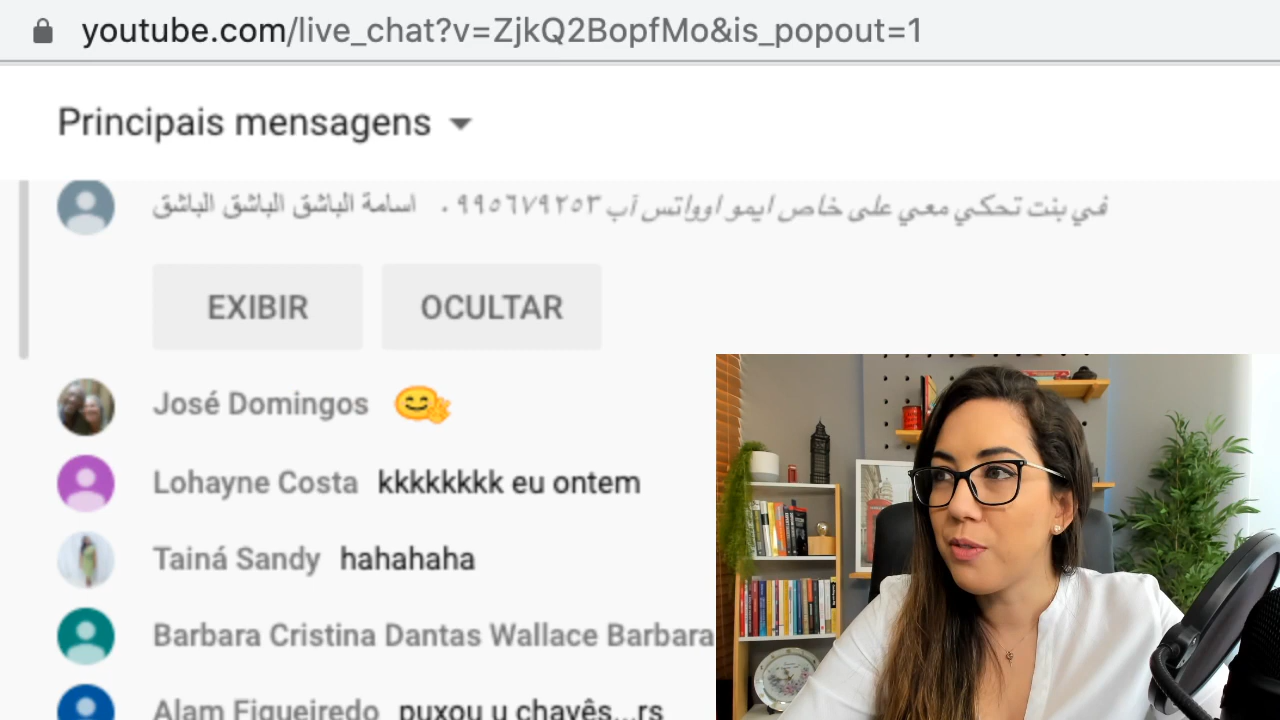 youtube.com/live_chat?v=ZjkQ2BopfMo&is_popout=1
Principais mensagens
اسامة الباشق الباشق الباشق
في بنت تحكي معي على خاص ايمو اوواتس آب ٠٩٩٥٦٧٩٢٥٣
EXIBIR OCULTAR
José Domingos 😊👋
Lohayne Costa kkkkkkkk eu ontem
Tainá Sandy hahahaha
Barbara Cristina Dantas Wallace Barbara
Alam Figueiredo puxou u chavês...rs